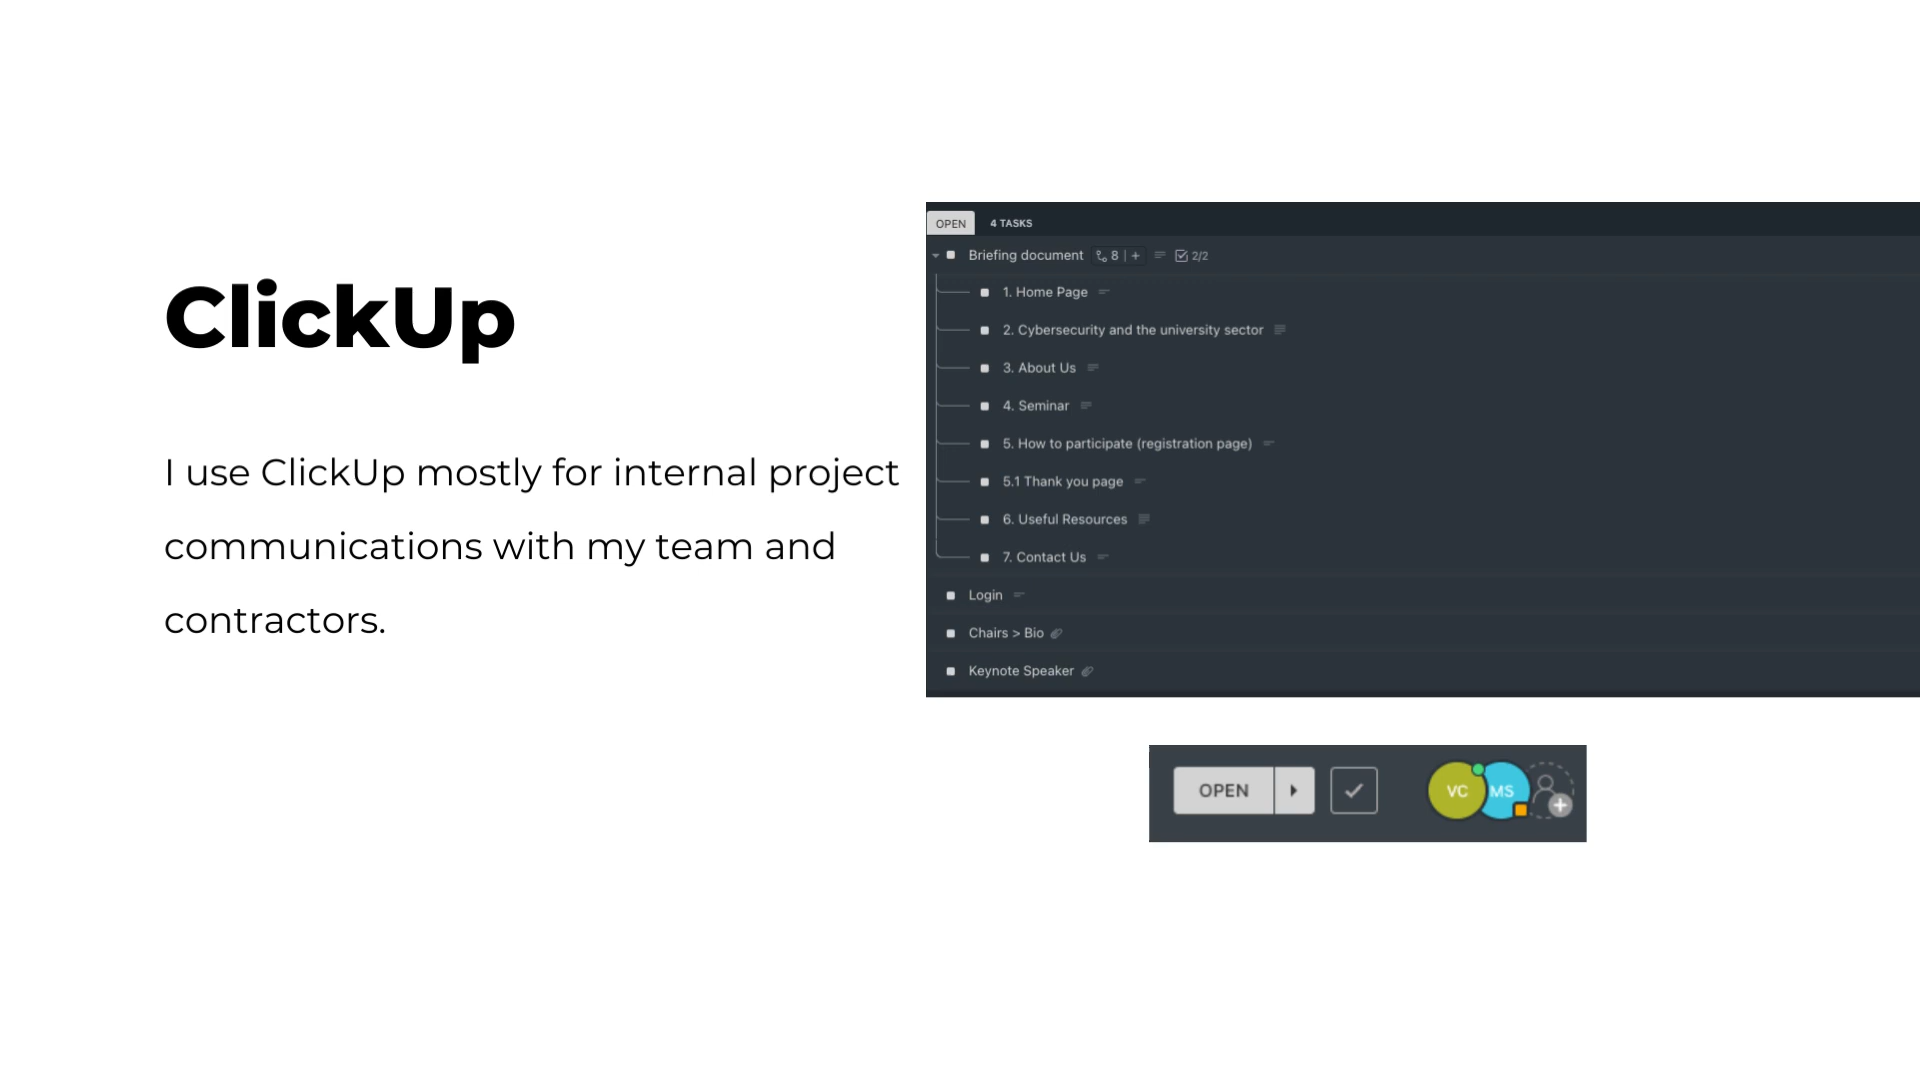 ClickUp
I use ClickUp mostly for internal project
communications with my team and
contractors.
OPEN 4 TASKS
Briefing document 8 | + 2/2
1. Home Page
2. Cybersecurity and the university sector
3. About Us
4. Seminar
5. How to participate (registration page)
5.1 Thank you page
6. Useful Resources
7. Contact Us
Login
Chairs > Bio
Keynote Speaker
OPEN VC MS